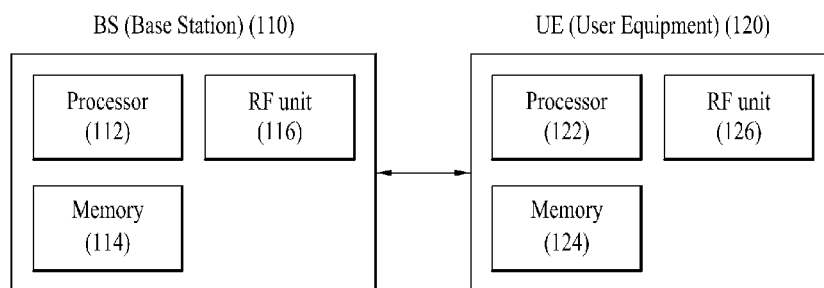 BS (Base Station) (110)
Processor
(112)
RF unit
(116)
Memory
(114)
UE (User Equipment) (120)
Processor
(122)
RF unit
(126)
Memory
(124)